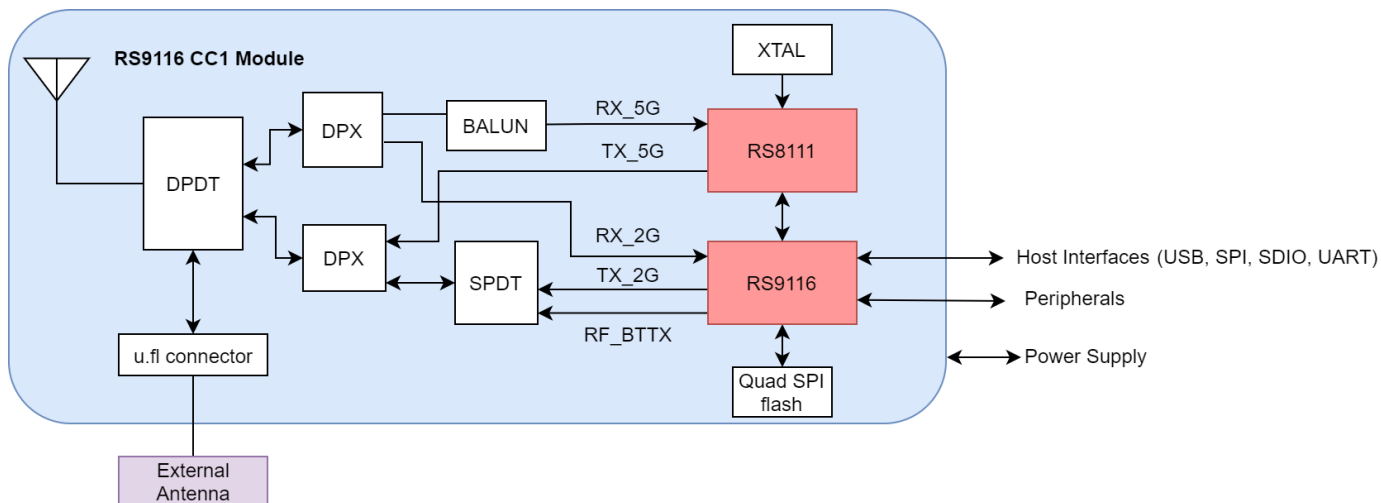 RS9116 CC1 Module
XTAL
DPX
BALUN
RX_5G
TX_5G
RS8111
DPDT
DPX
SPDT
RX_2G
TX_2G
RF_BTTX
RS9116
Host Interfaces (USB, SPI, SDIO, UART)
Peripherals
Power Supply
u.fl connector
Quad SPI
flash
External
Antenna